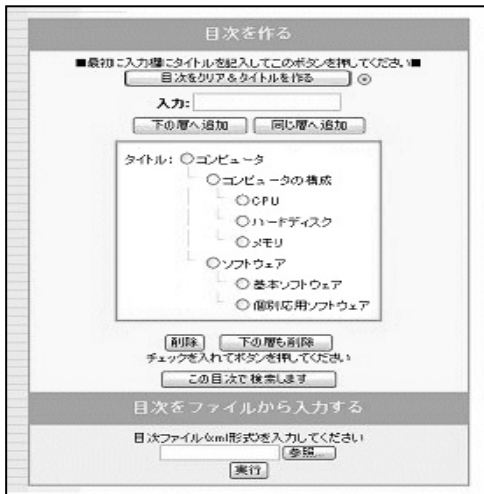 目次を作る
■最初に入力欄にタイトルを記入してこのボタンを押してください■
目次をクリア&タイトルを作る
入力:
下の層へ追加 同じ層へ追加
タイトル: コンピュータ
コンピュータの構成
CPU
ハードディスク
メモリ
ソフトウェア
基本ソフトウェア
個別応用ソフトウェア
削除 下の層も削除
チェックを入れてボタンを押してください
この目次で検索します
目次をファイルから入力する
目次ファイル(xml形式)を入力してください
参照...
実行